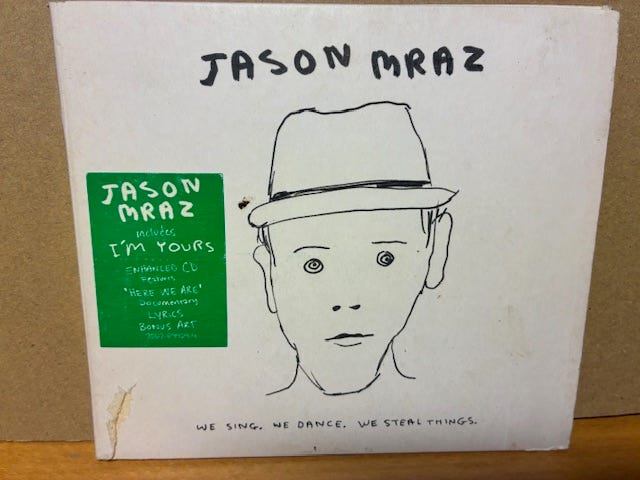 JASON MRAZ
JASON
MRAZ
includes
I'M YOURS
ENHANCED CD
Features
'HERE WE ARE'
Documentary
LYRICS
BONUS ART
WE SING. WE DANCE. WE STEAL THINGS.